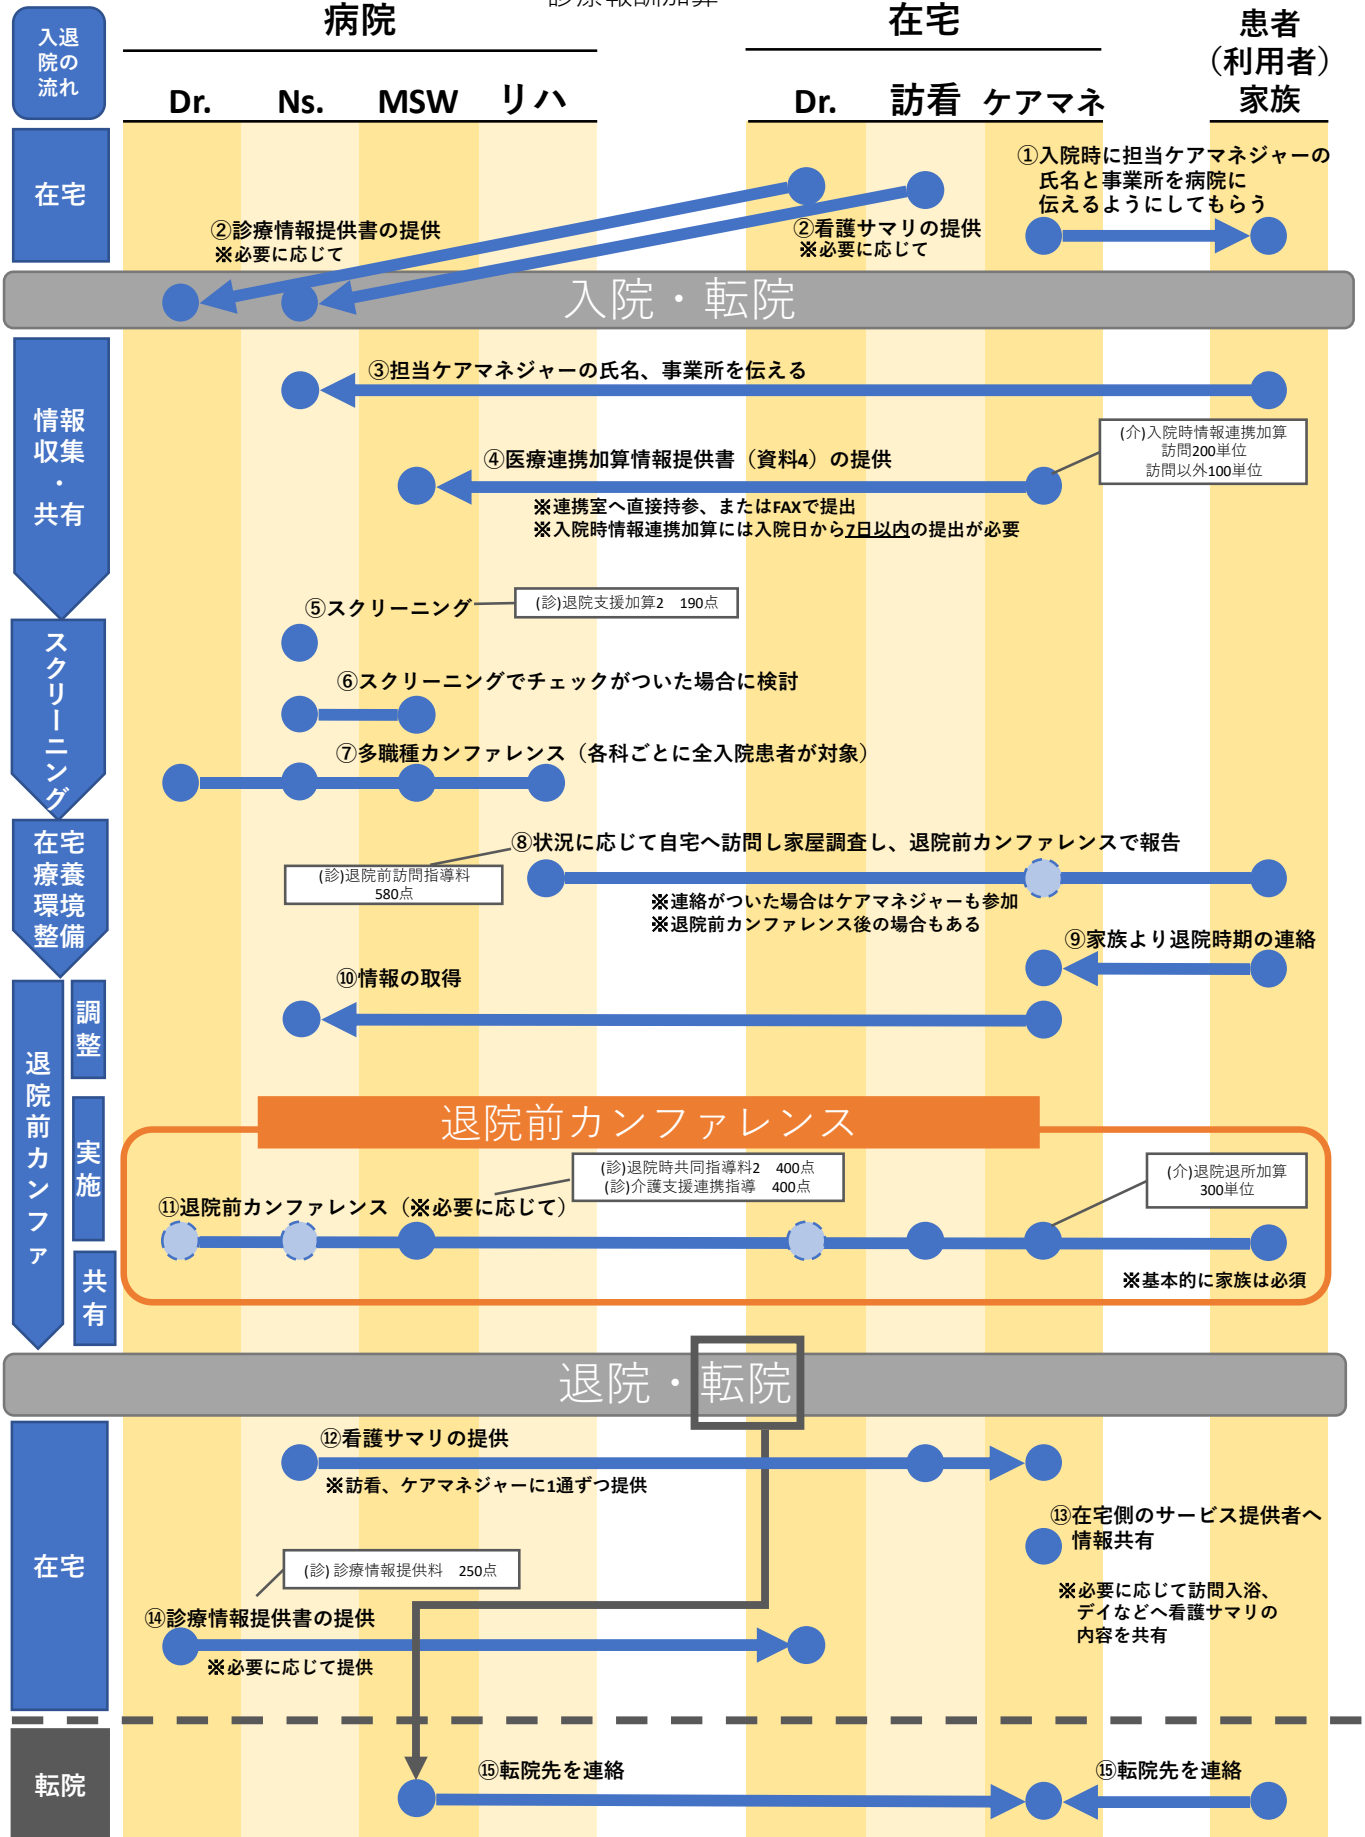 診療報酬加算
入退
院の
流れ
病院
在宅
患者
（利用者）
家族
Dr.
Ns.
MSW
リハ
Dr.
訪看
ケアマネ
在宅
①入院時に担当ケアマネジャーの
氏名と事業所を病院に
伝えるようにしてもらう
②診療情報提供書の提供
※必要に応じて
②看護サマリの提供
※必要に応じて
入院・転院
情報
収集
・
共有
③担当ケアマネジャーの氏名、事業所を伝える
(介)入院時情報連携加算
訪問200単位
訪問以外100単位
④医療連携加算情報提供書（資料4）の提供
※連携室へ直接持参、またはFAXで提出
※入院時情報連携加算には入院日から7日以内の提出が必要
スクリーニング
⑤スクリーニング
(診)退院支援加算2　190点
⑥スクリーニングでチェックがついた場合に検討
⑦多職種カンファレンス（各科ごとに全入院患者が対象）
在宅
療養
環境
整備
⑧状況に応じて自宅へ訪問し家屋調査し、退院前カンファレンスで報告
(診)退院前訪問指導料
580点
※連絡がついた場合はケアマネジャーも参加
※退院前カンファレンス後の場合もある
⑨家族より退院時期の連絡
退院前カンファ
調整
⑩情報の取得
退院前カンファレンス
実施
(診)退院時共同指導料2　400点
(診)介護支援連携指導　400点
(介)退院退所加算
300単位
⑪退院前カンファレンス（※必要に応じて）
共有
※基本的に家族は必須
退院・転院
在宅
⑫看護サマリの提供
※訪看、ケアマネジャーに1通ずつ提供
⑬在宅側のサービス提供者へ
情報共有
※必要に応じて訪問入浴、
デイなどへ看護サマリの
内容を共有
(診) 診療情報提供料　250点
⑭診療情報提供書の提供
※必要に応じて提供
転院
⑮転院先を連絡
⑮転院先を連絡